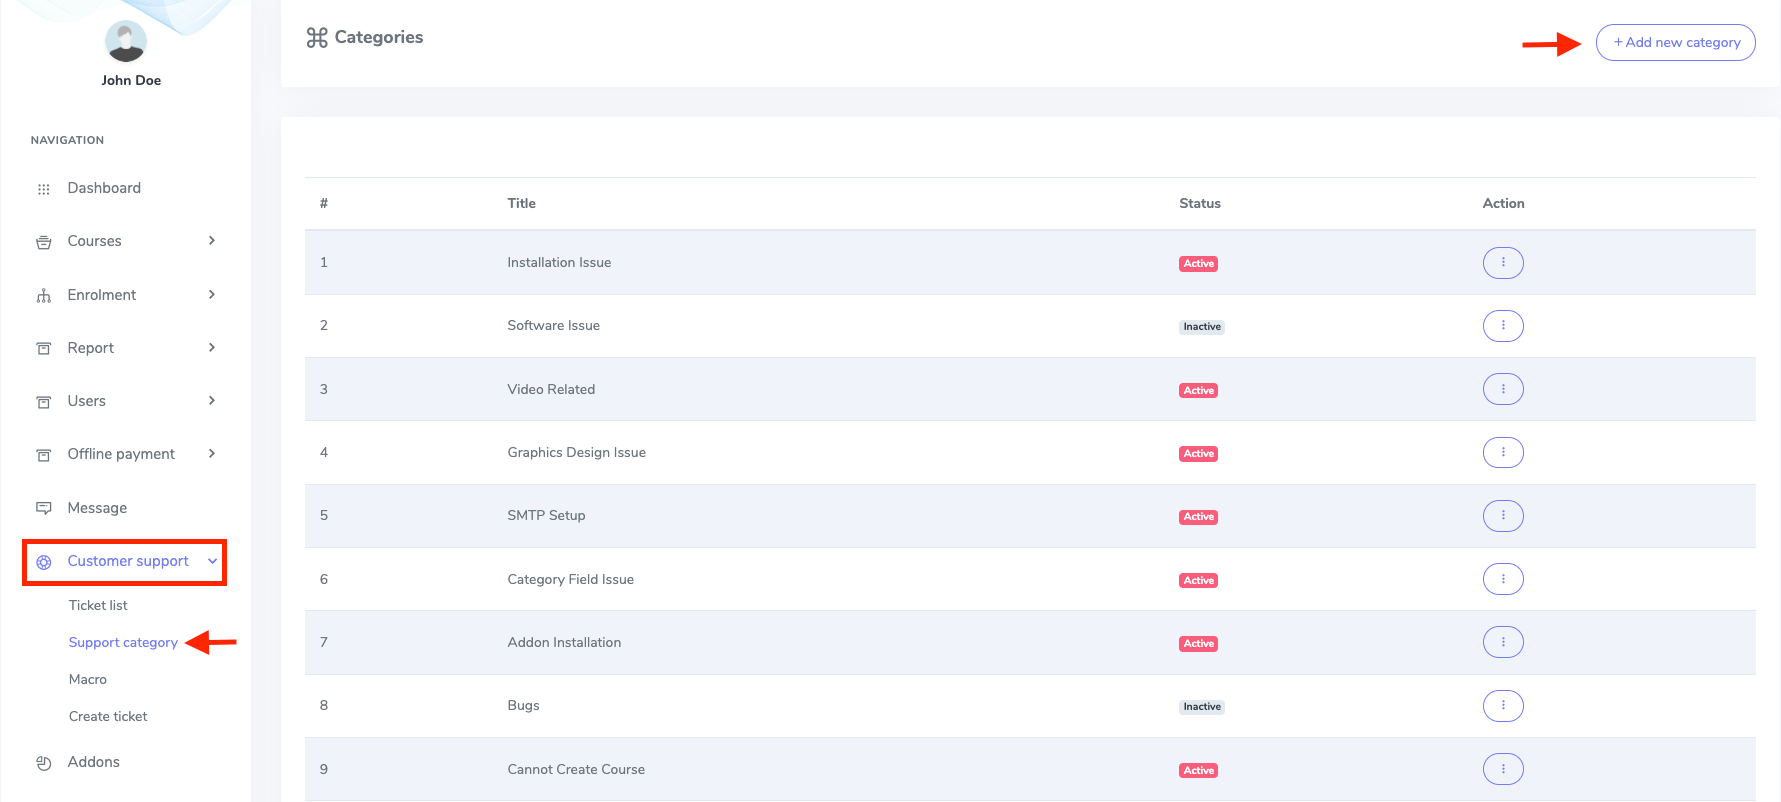 John Doe
NAVIGATION
Dashboard
Courses
Enrolment
Report
Users
Offline payment
Message
Customer support
Ticket list
Support category
Macro
Create ticket
Addons
Categories
+ Add new category
# Title Status Action
1 Installation Issue Active
2 Software Issue Inactive
3 Video Related Active
4 Graphics Design Issue Active
5 SMTP Setup Active
6 Category Field Issue Active
7 Addon Installation Active
8 Bugs Inactive
9 Cannot Create Course Active